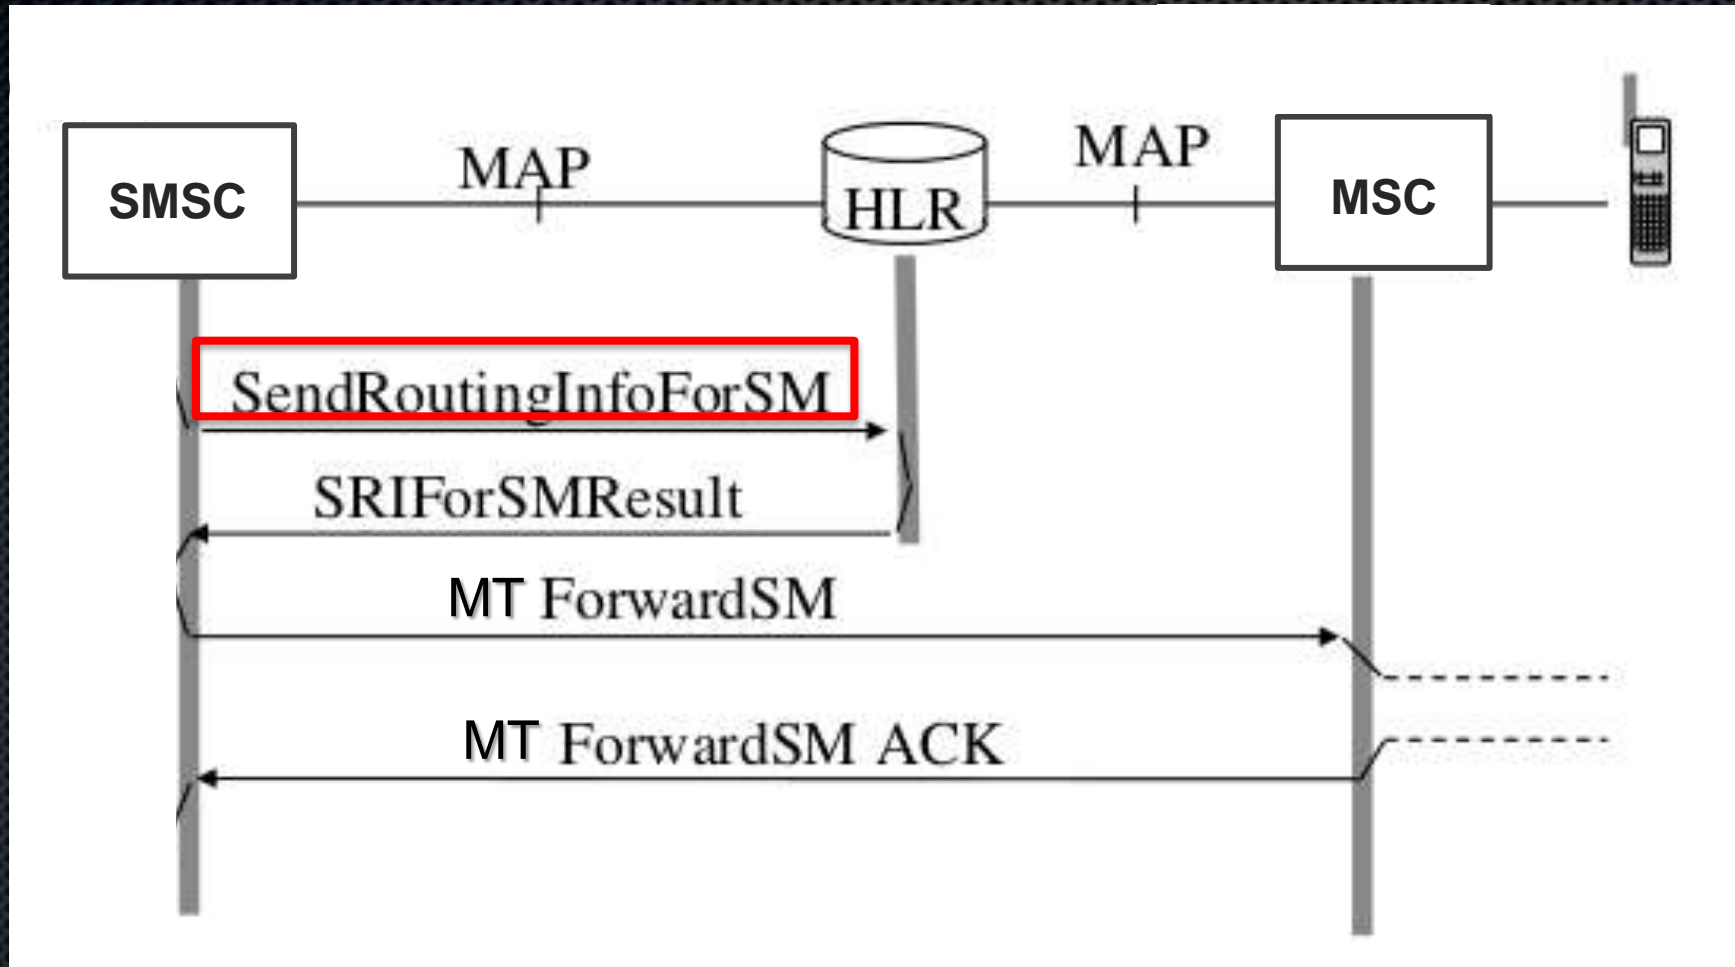 SMSC
MAP
HLR
MAP
MSC
SendRoutingInfoForSM
SRIForSMResult
MT ForwardSM
MT ForwardSM ACK